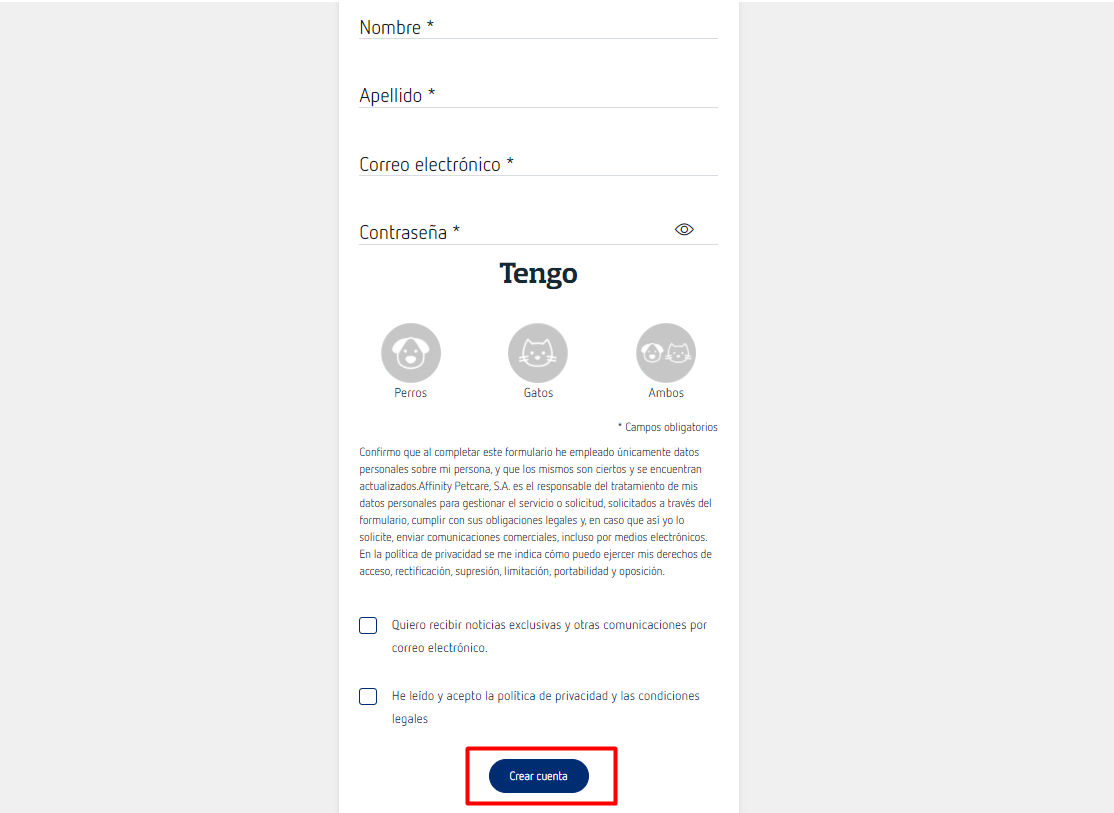 Nombre *
Apellido *
Correo electrónico *
Contraseña *
Tengo
Perros Gatos Ambos
* Campos obligatorios
Confirmo que al completar este formulario he empleado únicamente datos
personales sobre mi persona, y que los mismos son ciertos y se encuentran
actualizados.Affinity Petcare, S.A. es el responsable del tratamiento de mis
datos personales para gestionar el servicio o solicitud, solicitados a través del
formulario, cumplir con sus obligaciones legales y, en caso que así yo lo
solicite, enviar comunicaciones comerciales, incluso por medios electrónicos.
En la política de privacidad se me indica cómo puedo ejercer mis derechos de
acceso, rectificación, supresión, limitación, portabilidad y oposición.
Quiero recibir noticias exclusivas y otras comunicaciones por
correo electrónico.
He leído y acepto la política de privacidad y las condiciones
legales
Crear cuenta